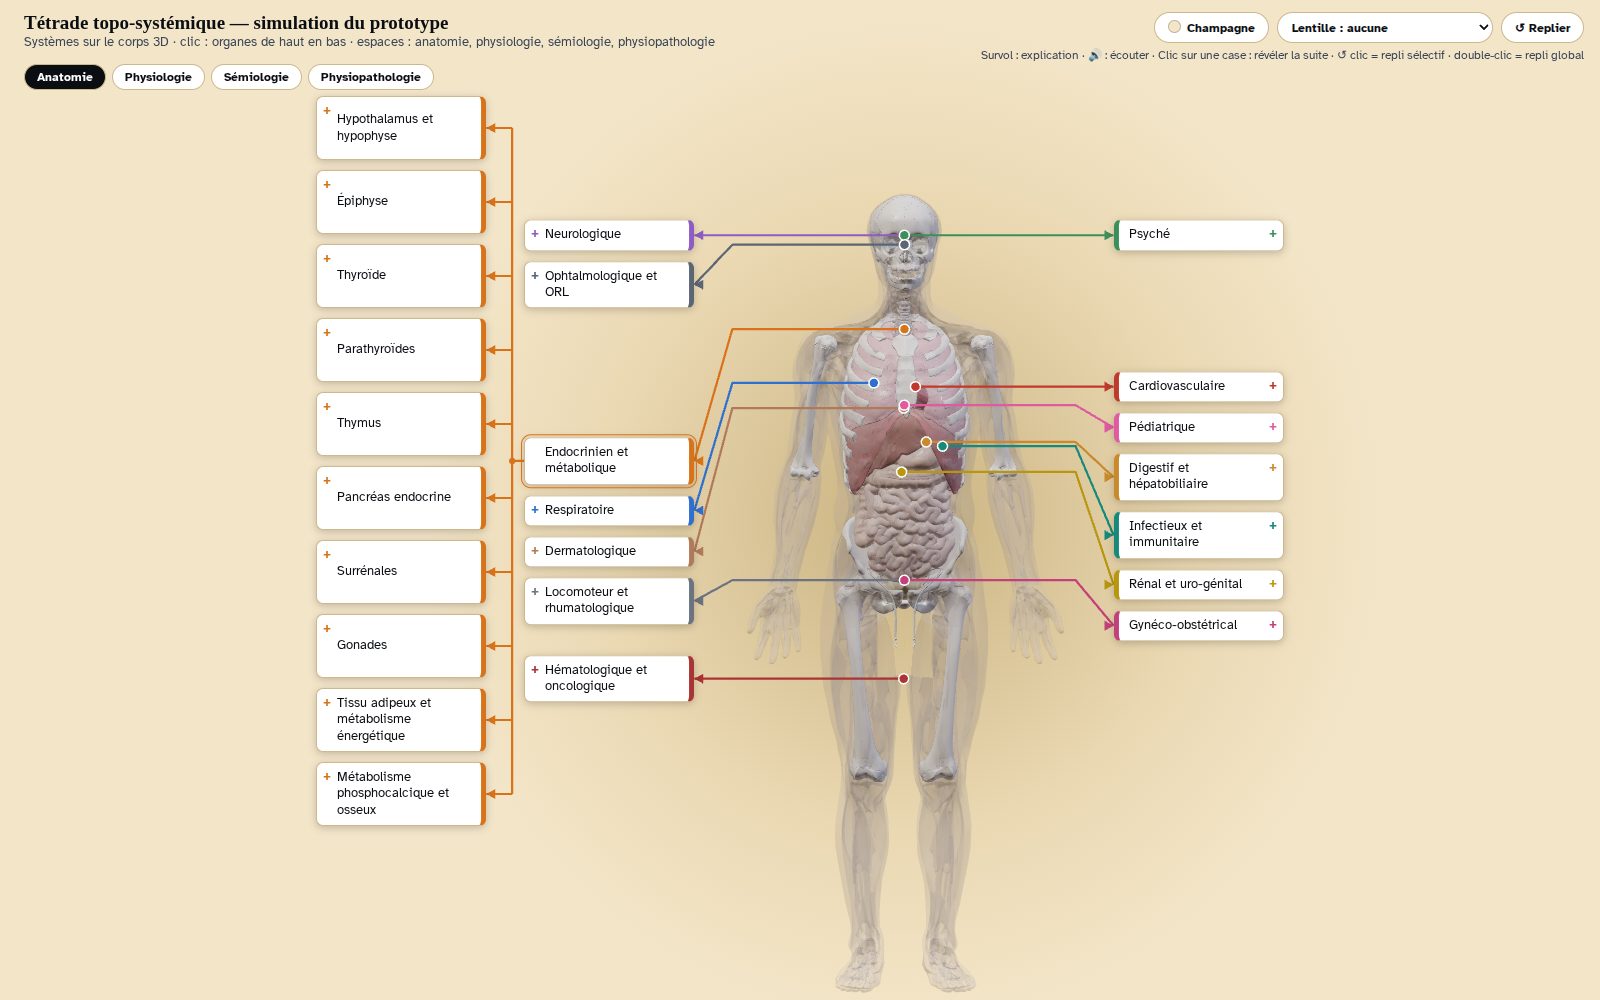 Tétrade topo-systémique — simulation du prototype
Systèmes sur le corps 3D · clic : organes de haut en bas · espaces : anatomie, physiologie, sémiologie, physiopathologie
Champagne
Lentille : aucune
↺ Replier
Survol : explication · 🔊 : écouter · Clic sur une case : révéler la suite · ↺ clic = repli sélectif · double-clic = repli global
Anatomie
Physiologie
Sémiologie
Physiopathologie
+ Hypothalamus et
hypophyse
+ Épiphyse
+ Thyroïde
+ Parathyroïdes
+ Thymus
+ Pancréas endocrine
+ Surrénales
+ Gonades
+ Tissu adipeux et
métabolisme
énergétique
+ Métabolisme
phosphocalcique et
osseux
+ Neurologique
+ Ophtalmologique et
ORL
Endocrinien et
métabolique
+ Respiratoire
+ Dermatologique
+ Locomoteur et
rhumatologique
+ Hématologique et
oncologique
Psyché +
Cardiovasculaire +
Pédiatrique +
Digestif et +
hépatobiliaire
Infectieux et +
immunitaire
Rénal et uro-génital +
Gynéco-obstétrical +